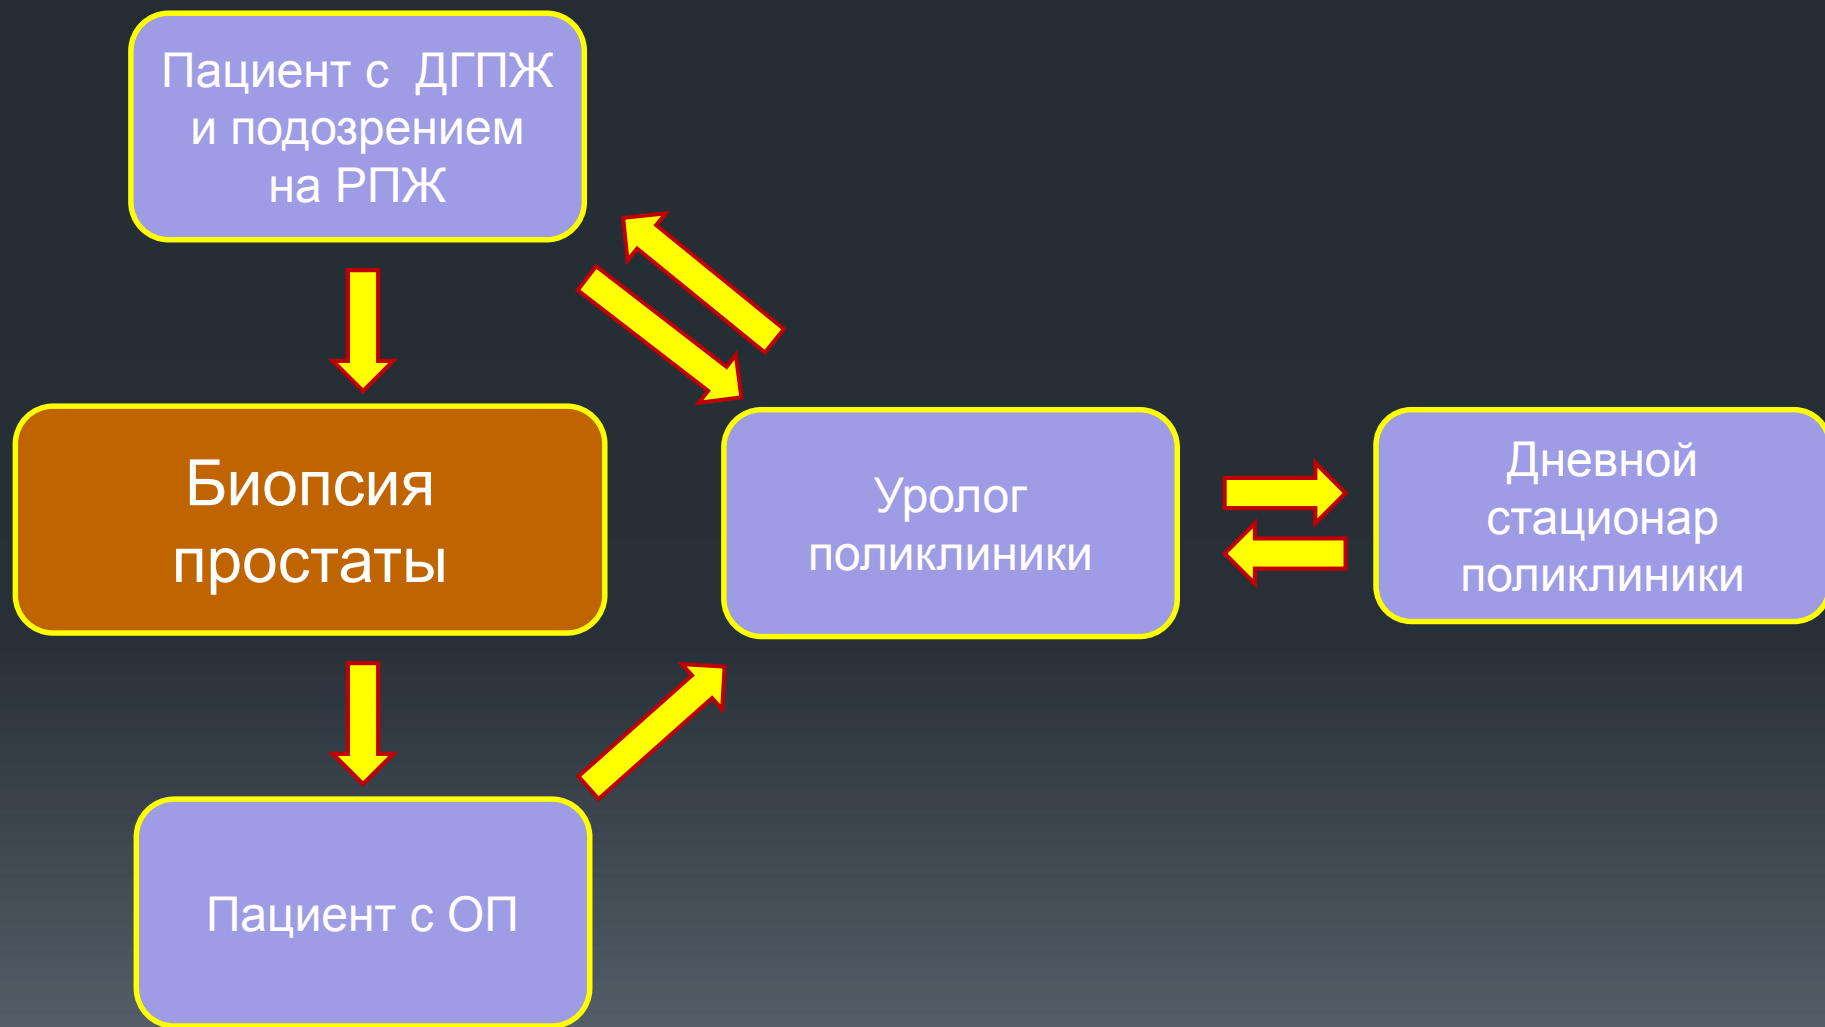 Пациент с ДГПЖ
и подозрением
на РПЖ
Биопсия
простаты
Уролог
поликлиники
Дневной
стационар
поликлиники
Пациент с ОП